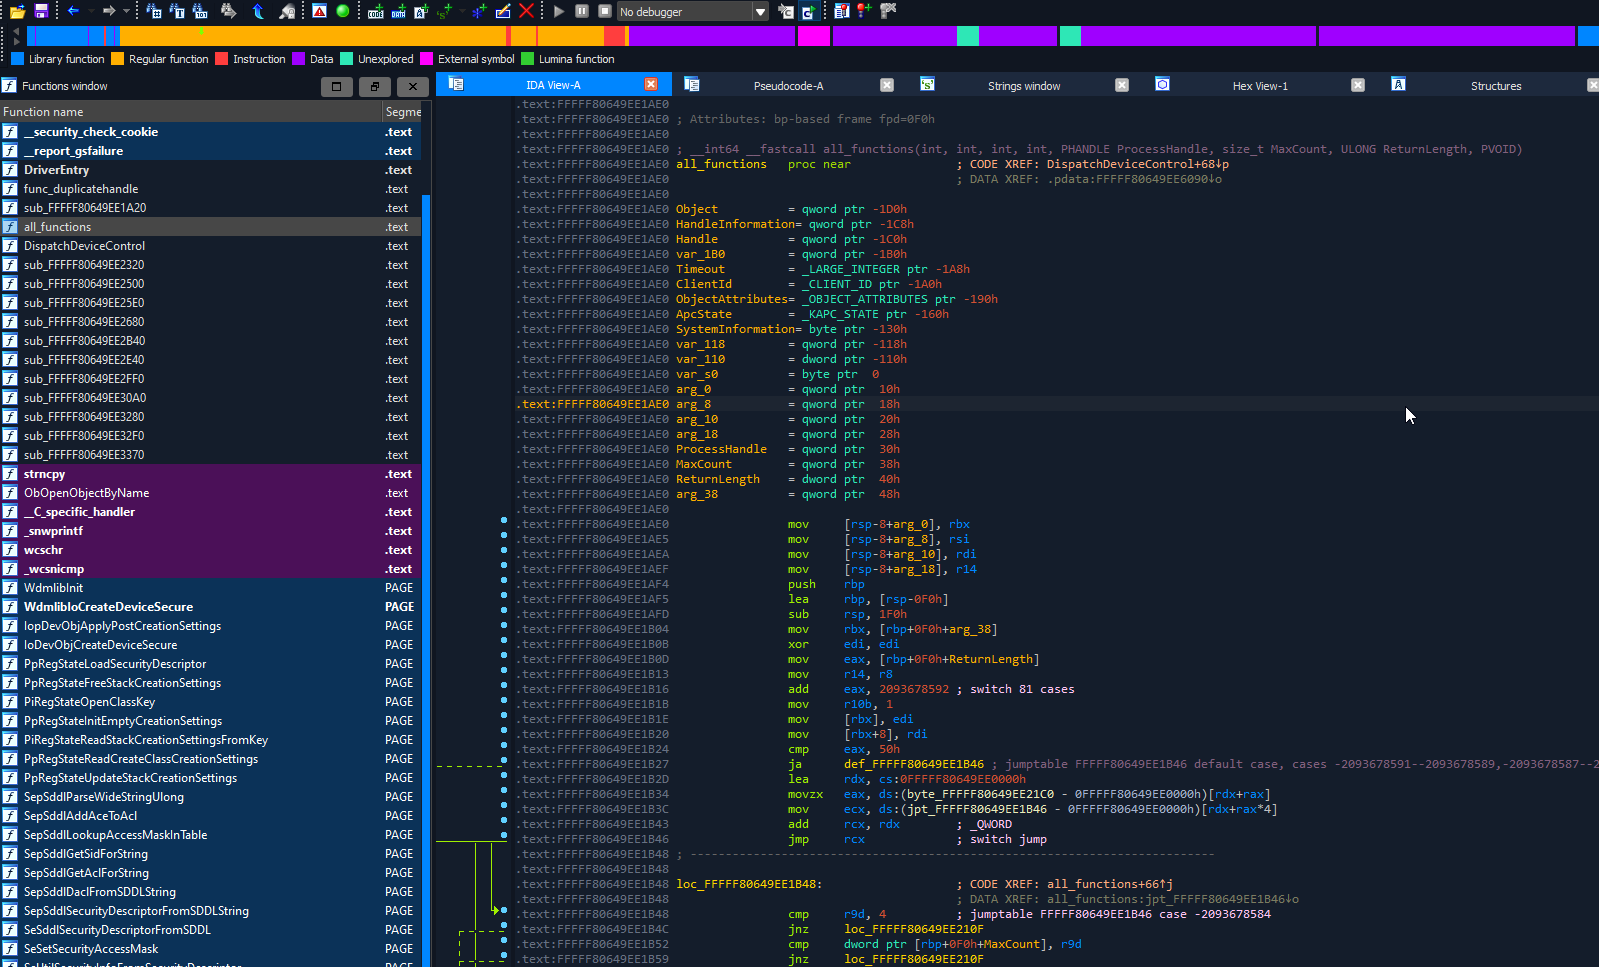 No debugger
Library function Regular function Instruction Data Unexplored External symbol Lumina function
Functions window
IDA View-A Pseudocode-A Strings window Hex View-1 Structures
Function name Segme
__security_check_cookie .text
__report_gsfailure .text
DriverEntry .text
func_duplicatehandle .text
sub_FFFFF80649EE1A20 .text
all_functions .text
DispatchDeviceControl .text
sub_FFFFF80649EE2320 .text
sub_FFFFF80649EE2500 .text
sub_FFFFF80649EE25E0 .text
sub_FFFFF80649EE2680 .text
sub_FFFFF80649EE2B40 .text
sub_FFFFF80649EE2E40 .text
sub_FFFFF80649EE2FF0 .text
sub_FFFFF80649EE30A0 .text
sub_FFFFF80649EE3280 .text
sub_FFFFF80649EE32F0 .text
sub_FFFFF80649EE3370 .text
strncpy .text
ObOpenObjectByName .text
__C_specific_handler .text
_snwprintf .text
wcschr .text
_wcsnicmp .text
WdmlibInit PAGE
WdmlibIoCreateDeviceSecure PAGE
IopDevObjApplyPostCreationSettings PAGE
IoDevObjCreateDeviceSecure PAGE
PpRegStateLoadSecurityDescriptor PAGE
PpRegStateFreeStackCreationSettings PAGE
PiRegStateOpenClassKey PAGE
PpRegStateInitEmptyCreationSettings PAGE
PiRegStateReadStackCreationSettingsFromKey PAGE
PpRegStateReadCreateClassCreationSettings PAGE
PpRegStateUpdateStackCreationSettings PAGE
SepSddlParseWideStringUlong PAGE
SepSddlAddAceToAcl PAGE
SepSddlLookupAccessMaskInTable PAGE
SepSddlGetSidForString PAGE
SepSddlGetAclForString PAGE
SepSddlDaclFromSDDLString PAGE
SepSddlSecurityDescriptorFromSDDLString PAGE
SeSddlSecurityDescriptorFromSDDL PAGE
SeSetSecurityAccessMask PAGE
SeUtilSecurityInfoFromSecurityDescriptor PAGE
.text:FFFFF80649EE1AE0
.text:FFFFF80649EE1AE0 ; Attributes: bp-based frame fpd=0F0h
.text:FFFFF80649EE1AE0
.text:FFFFF80649EE1AE0 ; __int64 __fastcall all_functions(int, int, int, int, PHANDLE ProcessHandle, size_t MaxCount, ULONG ReturnLength, PVOID)
.text:FFFFF80649EE1AE0 all_functions proc near ; CODE XREF: DispatchDeviceControl+68↓p
.text:FFFFF80649EE1AE0 ; DATA XREF: .pdata:FFFFF80649EE6090↓o
.text:FFFFF80649EE1AE0
.text:FFFFF80649EE1AE0 Object = qword ptr -1D0h
.text:FFFFF80649EE1AE0 HandleInformation= qword ptr -1C8h
.text:FFFFF80649EE1AE0 Handle = qword ptr -1C0h
.text:FFFFF80649EE1AE0 var_1B0 = qword ptr -1B0h
.text:FFFFF80649EE1AE0 Timeout = _LARGE_INTEGER ptr -1A8h
.text:FFFFF80649EE1AE0 ClientId = _CLIENT_ID ptr -1A0h
.text:FFFFF80649EE1AE0 ObjectAttributes= _OBJECT_ATTRIBUTES ptr -190h
.text:FFFFF80649EE1AE0 ApcState = _KAPC_STATE ptr -160h
.text:FFFFF80649EE1AE0 SystemInformation= byte ptr -130h
.text:FFFFF80649EE1AE0 var_118 = qword ptr -118h
.text:FFFFF80649EE1AE0 var_110 = dword ptr -110h
.text:FFFFF80649EE1AE0 var_s0 = byte ptr 0
.text:FFFFF80649EE1AE0 arg_0 = qword ptr 10h
.text:FFFFF80649EE1AE0 arg_8 = qword ptr 18h
.text:FFFFF80649EE1AE0 arg_10 = qword ptr 20h
.text:FFFFF80649EE1AE0 arg_18 = qword ptr 28h
.text:FFFFF80649EE1AE0 ProcessHandle = qword ptr 30h
.text:FFFFF80649EE1AE0 MaxCount = qword ptr 38h
.text:FFFFF80649EE1AE0 ReturnLength = dword ptr 40h
.text:FFFFF80649EE1AE0 arg_38 = qword ptr 48h
.text:FFFFF80649EE1AE0
.text:FFFFF80649EE1AE0 mov [rsp-8+arg_0], rbx
.text:FFFFF80649EE1AE5 mov [rsp-8+arg_8], rsi
.text:FFFFF80649EE1AEA mov [rsp-8+arg_10], rdi
.text:FFFFF80649EE1AEF mov [rsp-8+arg_18], r14
.text:FFFFF80649EE1AF4 push rbp
.text:FFFFF80649EE1AF5 lea rbp, [rsp-0F0h]
.text:FFFFF80649EE1AFD sub rsp, 1F0h
.text:FFFFF80649EE1B04 mov rbx, [rbp+0F0h+arg_38]
.text:FFFFF80649EE1B0B xor edi, edi
.text:FFFFF80649EE1B0D mov eax, [rbp+0F0h+ReturnLength]
.text:FFFFF80649EE1B13 mov r14, r8
.text:FFFFF80649EE1B16 add eax, 2093678592 ; switch 81 cases
.text:FFFFF80649EE1B1B mov r10b, 1
.text:FFFFF80649EE1B1E mov [rbx], edi
.text:FFFFF80649EE1B20 mov [rbx+8], rdi
.text:FFFFF80649EE1B24 cmp eax, 50h
.text:FFFFF80649EE1B27 ja def_FFFFF80649EE1B46 ; jumptable FFFFF80649EE1B46 default case, cases -2093678591--2093678589,-2093678587--2
.text:FFFFF80649EE1B2D lea rdx, cs:0FFFFF80649EE0000h
.text:FFFFF80649EE1B34 movzx eax, ds:(byte_FFFFF80649EE21C0 - 0FFFFF80649EE0000h)[rdx+rax]
.text:FFFFF80649EE1B3C mov ecx, ds:(jpt_FFFFF80649EE1B46 - 0FFFFF80649EE0000h)[rdx+rax*4]
.text:FFFFF80649EE1B43 add rcx, rdx ; _QWORD
.text:FFFFF80649EE1B46 jmp rcx ; switch jump
.text:FFFFF80649EE1B48 ; ---------------------------------------------------------------------------
.text:FFFFF80649EE1B48
.text:FFFFF80649EE1B48 loc_FFFFF80649EE1B48: ; CODE XREF: all_functions+66↑j
.text:FFFFF80649EE1B48 ; DATA XREF: all_functions:jpt_FFFFF80649EE1B46↓o
.text:FFFFF80649EE1B48 cmp r9d, 4 ; jumptable FFFFF80649EE1B46 case -2093678584
.text:FFFFF80649EE1B4C jnz loc_FFFFF80649EE210F
.text:FFFFF80649EE1B52 cmp dword ptr [rbp+0F0h+MaxCount], r9d
.text:FFFFF80649EE1B59 jnz loc_FFFFF80649EE210F